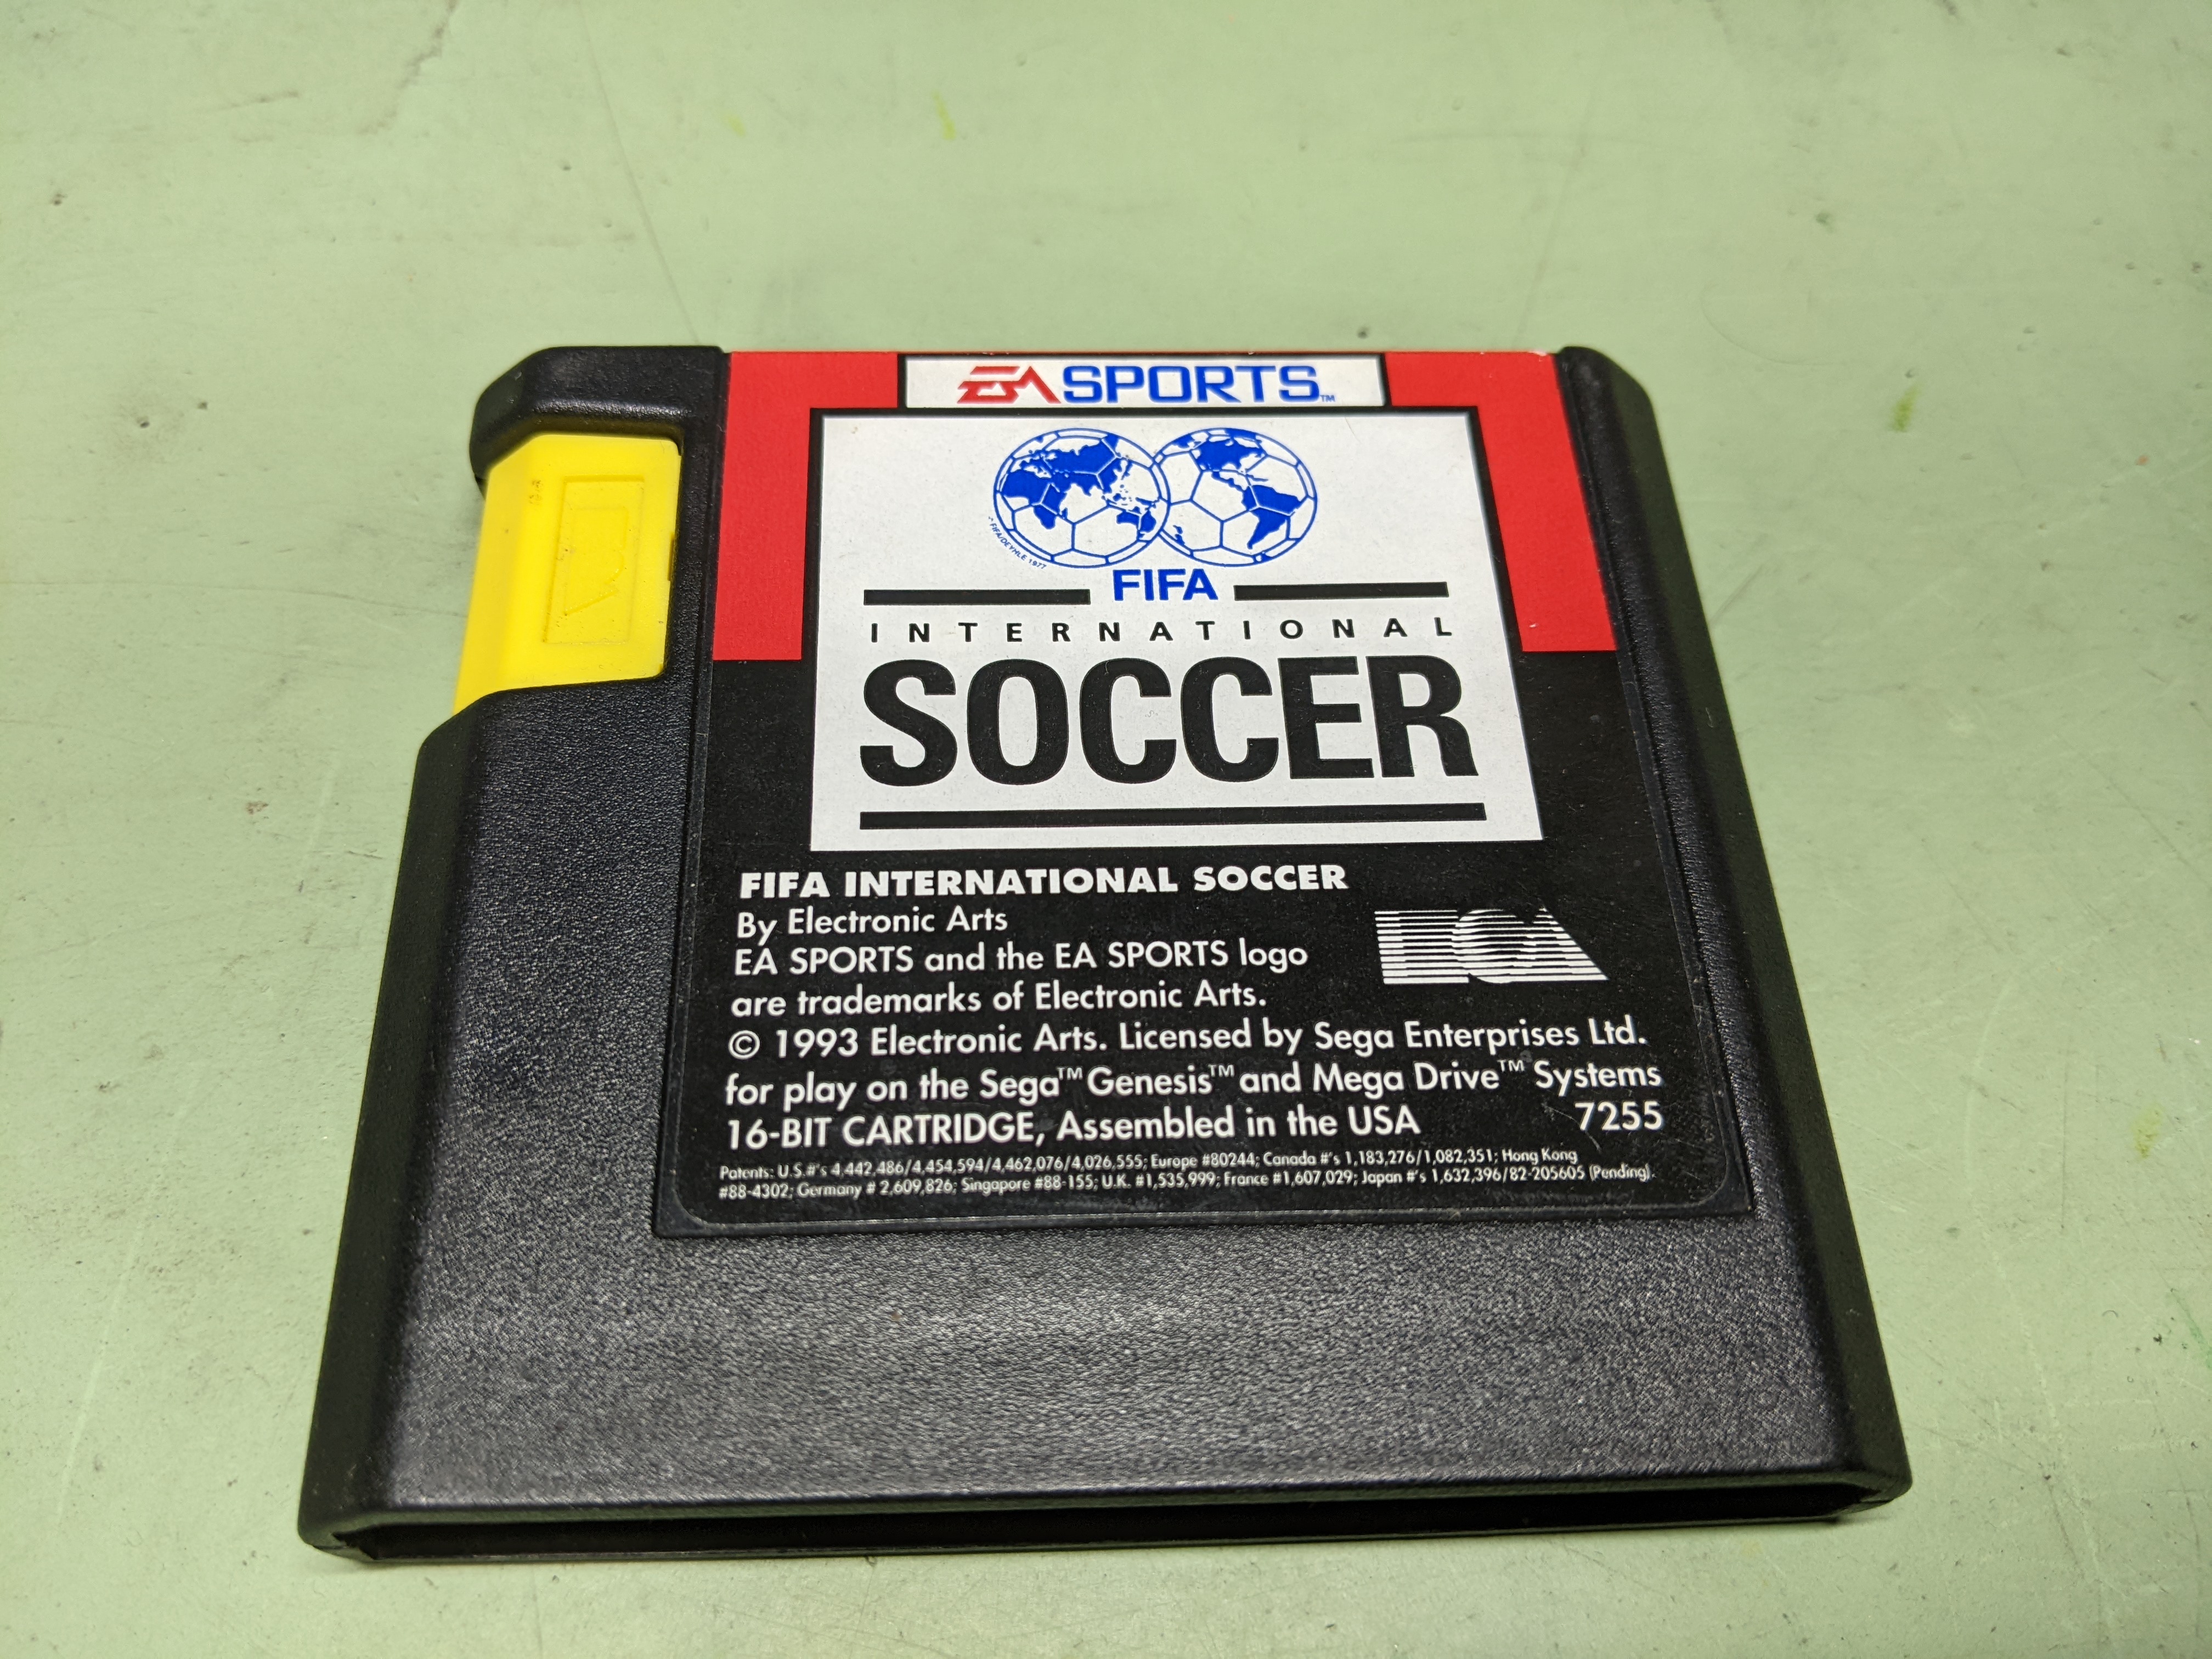 EA SPORTS™
© FIFA/DEYHLE 1977
FIFA
INTERNATIONAL
SOCCER
FIFA INTERNATIONAL SOCCER
By Electronic Arts
EA SPORTS and the EA SPORTS logo
are trademarks of Electronic Arts.
EOA
© 1993 Electronic Arts. Licensed by Sega Enterprises Ltd.
for play on the Sega™ Genesis™ and Mega Drive™ Systems
16-BIT CARTRIDGE, Assembled in the USA 7255
Patents: U.S.#'s 4,442,486/4,454,594/4,462,076/4,026,555; Europe #80244; Canada #'s 1,183,276/1,082,351; Hong Kong
#88-4302; Germany # 2,609,826; Singapore #88-155; U.K. #1,535,999; France #1,607,029; Japan #'s 1,632,396/82-205605 (Pending).